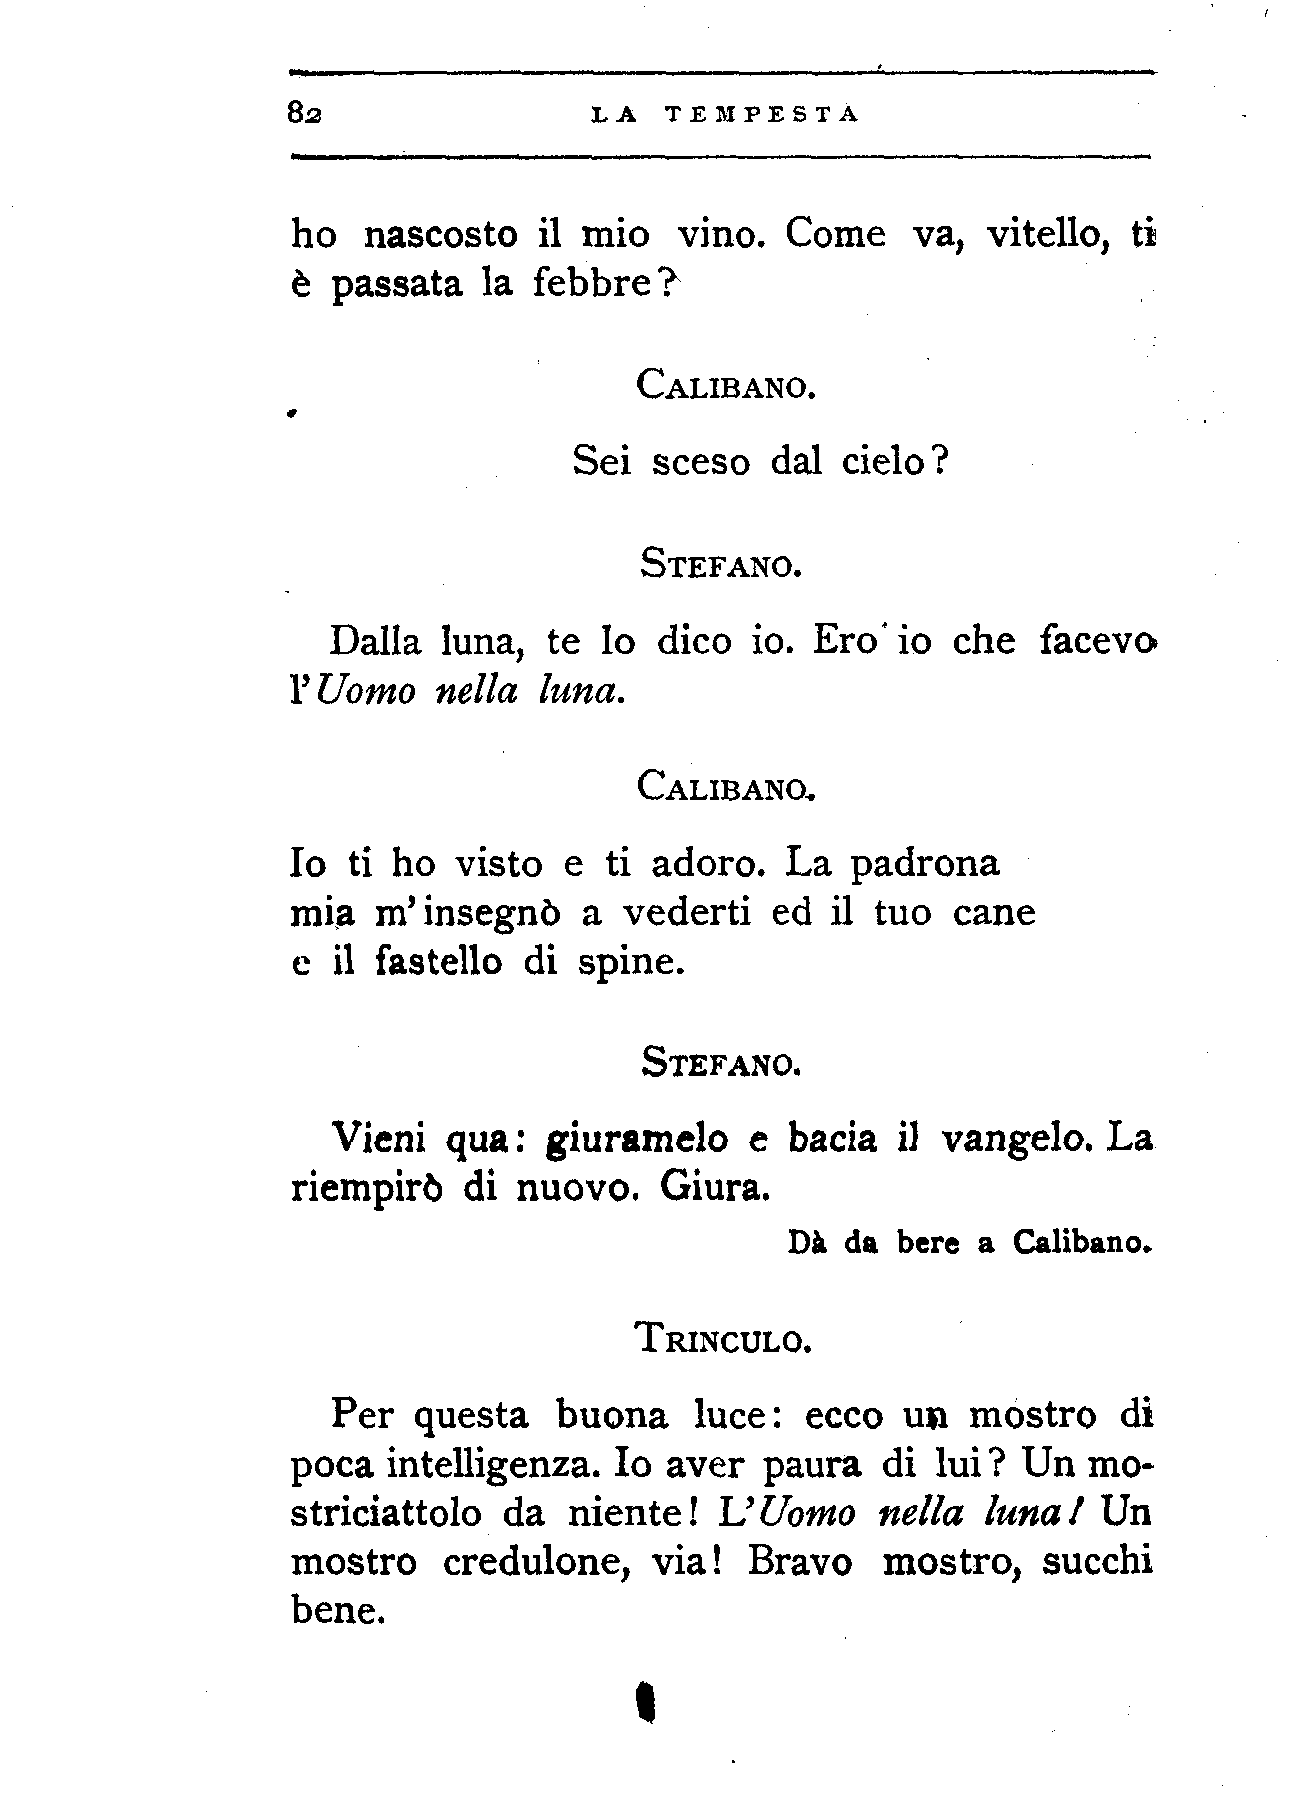 82 LA TEMPESTA
ho nascosto il mio vino. Come va, vitello, ti
è passata la febbre?
CALIBANO.
Sei sceso dal cielo?
STEFANO.
Dalla luna, te lo dico io. Ero io che facevo
l'Uomo nella luna.
CALIBANO.
Io ti ho visto e ti adoro. La padrona
mia m'insegnò a vederti ed il tuo cane
e il fastello di spine.
STEFANO.
Vieni qua: giuramelo e bacia il vangelo. La
riempirò di nuovo. Giura.
Dà da bere a Calibano.
TRINCULO.
Per questa buona luce: ecco un mostro di
poca intelligenza. Io aver paura di lui? Un mo-
striciattolo da niente! L'Uomo nella luna! Un
mostro credulone, via! Bravo mostro, succhi
bene.